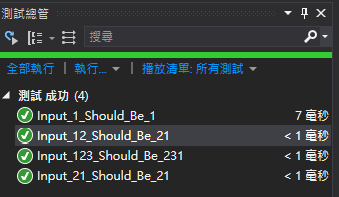 測試總管
搜尋
全部執行 | 執行... | 播放清單: 所有測試
測試 成功 (4)
Input_1_Should_Be_1 7 毫秒
Input_12_Should_Be_21 < 1 毫秒
Input_123_Should_Be_231 < 1 毫秒
Input_21_Should_Be_21 < 1 毫秒